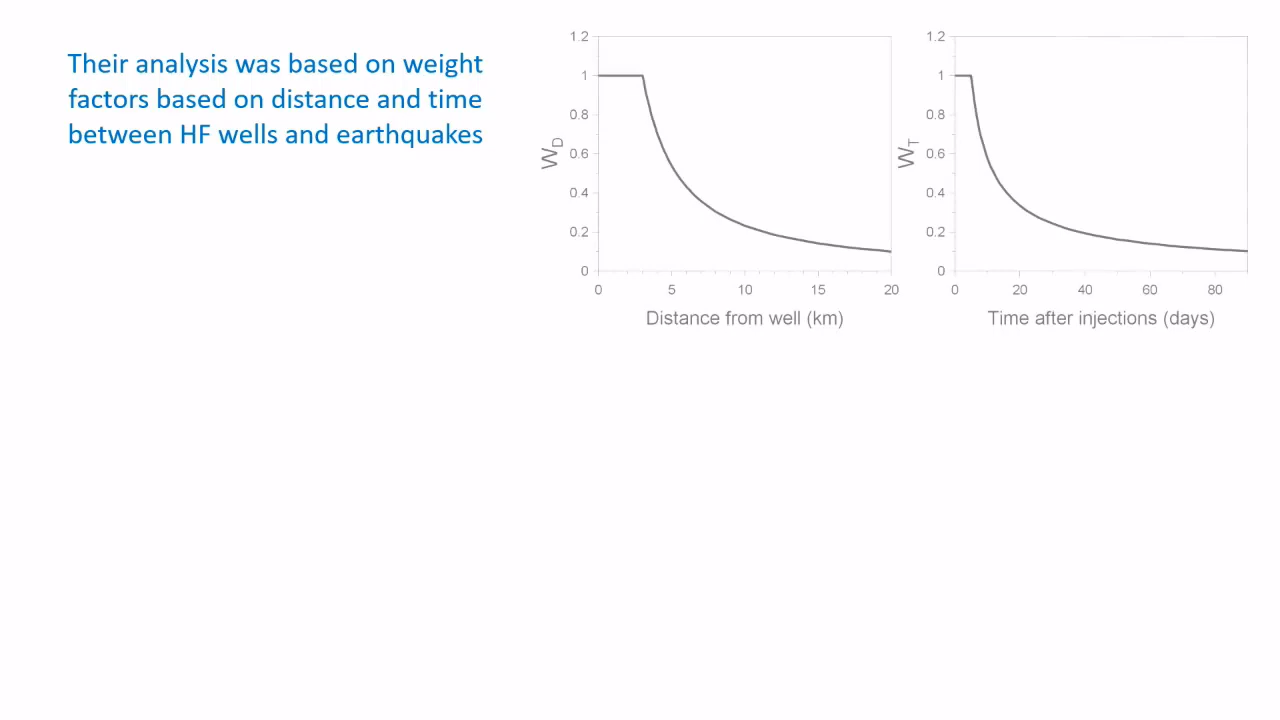 Their analysis was based on weight
factors based on distance and time
between HF wells and earthquakes
1.2
1
0.8
0.6
0.4
0.2
0
W_D
0 5 10 15 20
Distance from well (km)
1.2
1
0.8
0.6
0.4
0.2
0
W_T
0 20 40 60 80
Time after injections (days)